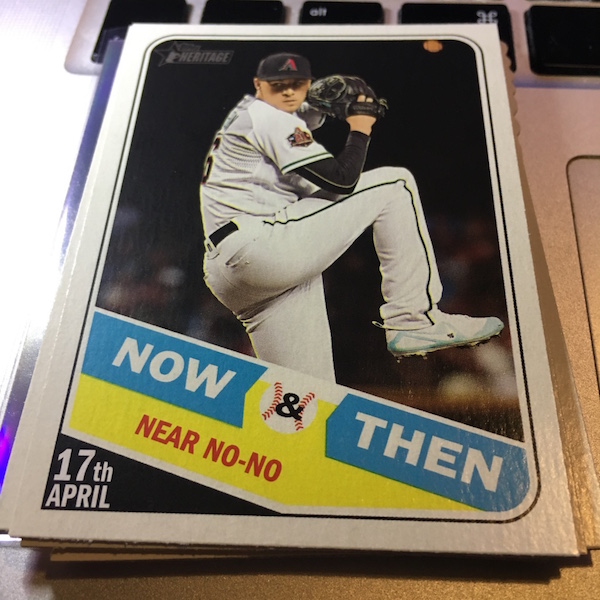 alt
⌘
HERITAGE
A
NOW & THEN
NEAR NO-NO
17th
APRIL